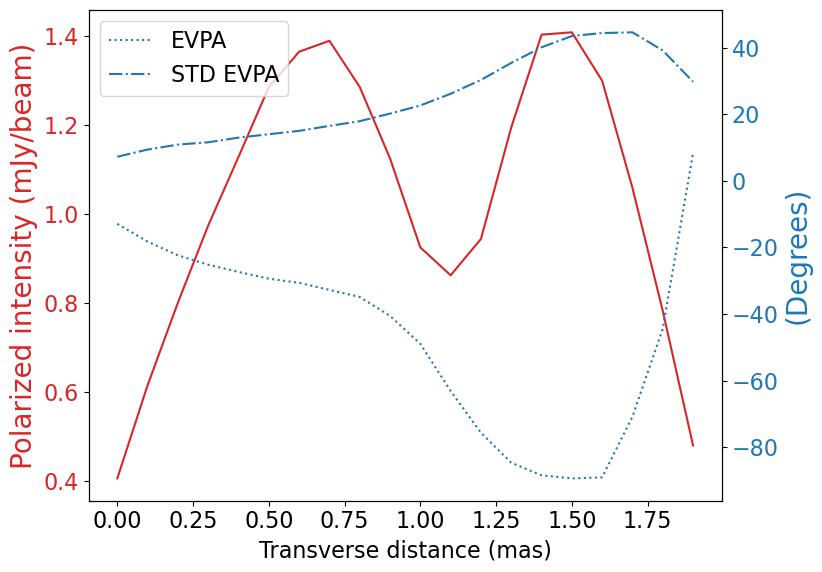 EVPA
STD EVPA
Polarized intensity (mJy/beam)
1.4
1.2
1.0
0.8
0.6
0.4
40
20
0
−20
−40
−60
−80
(Degrees)
0.00 0.25 0.50 0.75 1.00 1.25 1.50 1.75
Transverse distance (mas)